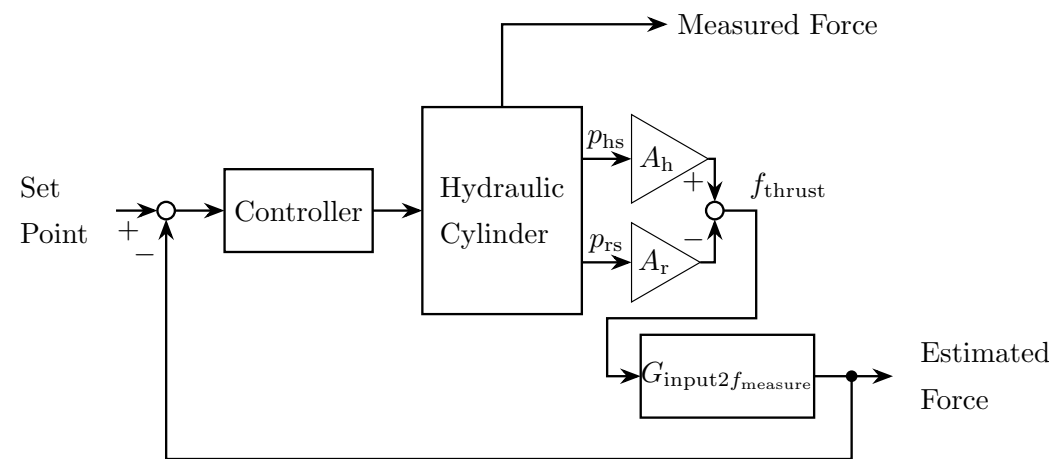 Measured Force
Set
Point
+
−
Controller
Hydraulic
Cylinder
p_hs
A_h
+
p_rs
A_r
−
f_thrust
G_input2f_measure
Estimated
Force